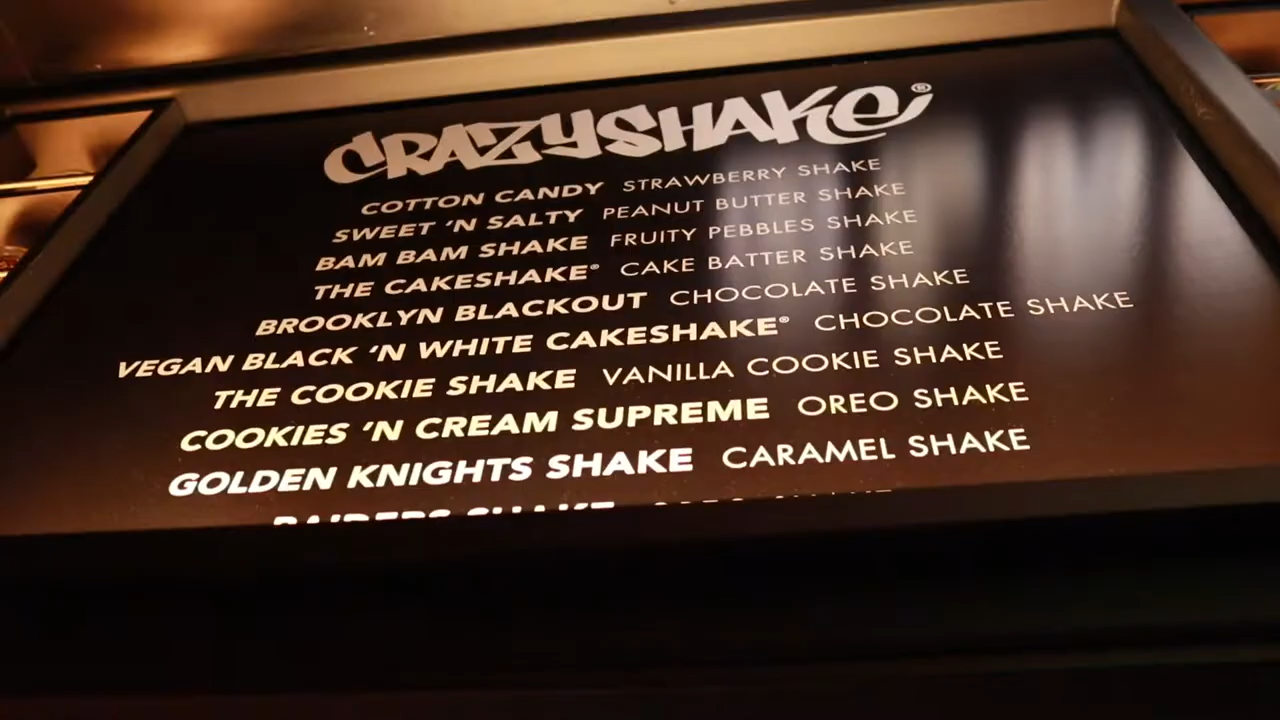 CRAZYSHAKE®
COTTON CANDY STRAWBERRY SHAKE
SWEET 'N SALTY PEANUT BUTTER SHAKE
BAM BAM SHAKE FRUITY PEBBLES SHAKE
THE CAKESHAKE® CAKE BATTER SHAKE
BROOKLYN BLACKOUT CHOCOLATE SHAKE
VEGAN BLACK 'N WHITE CAKESHAKE® CHOCOLATE SHAKE
THE COOKIE SHAKE VANILLA COOKIE SHAKE
COOKIES 'N CREAM SUPREME OREO SHAKE
GOLDEN KNIGHTS SHAKE CARAMEL SHAKE
RAIDERS SHAKE